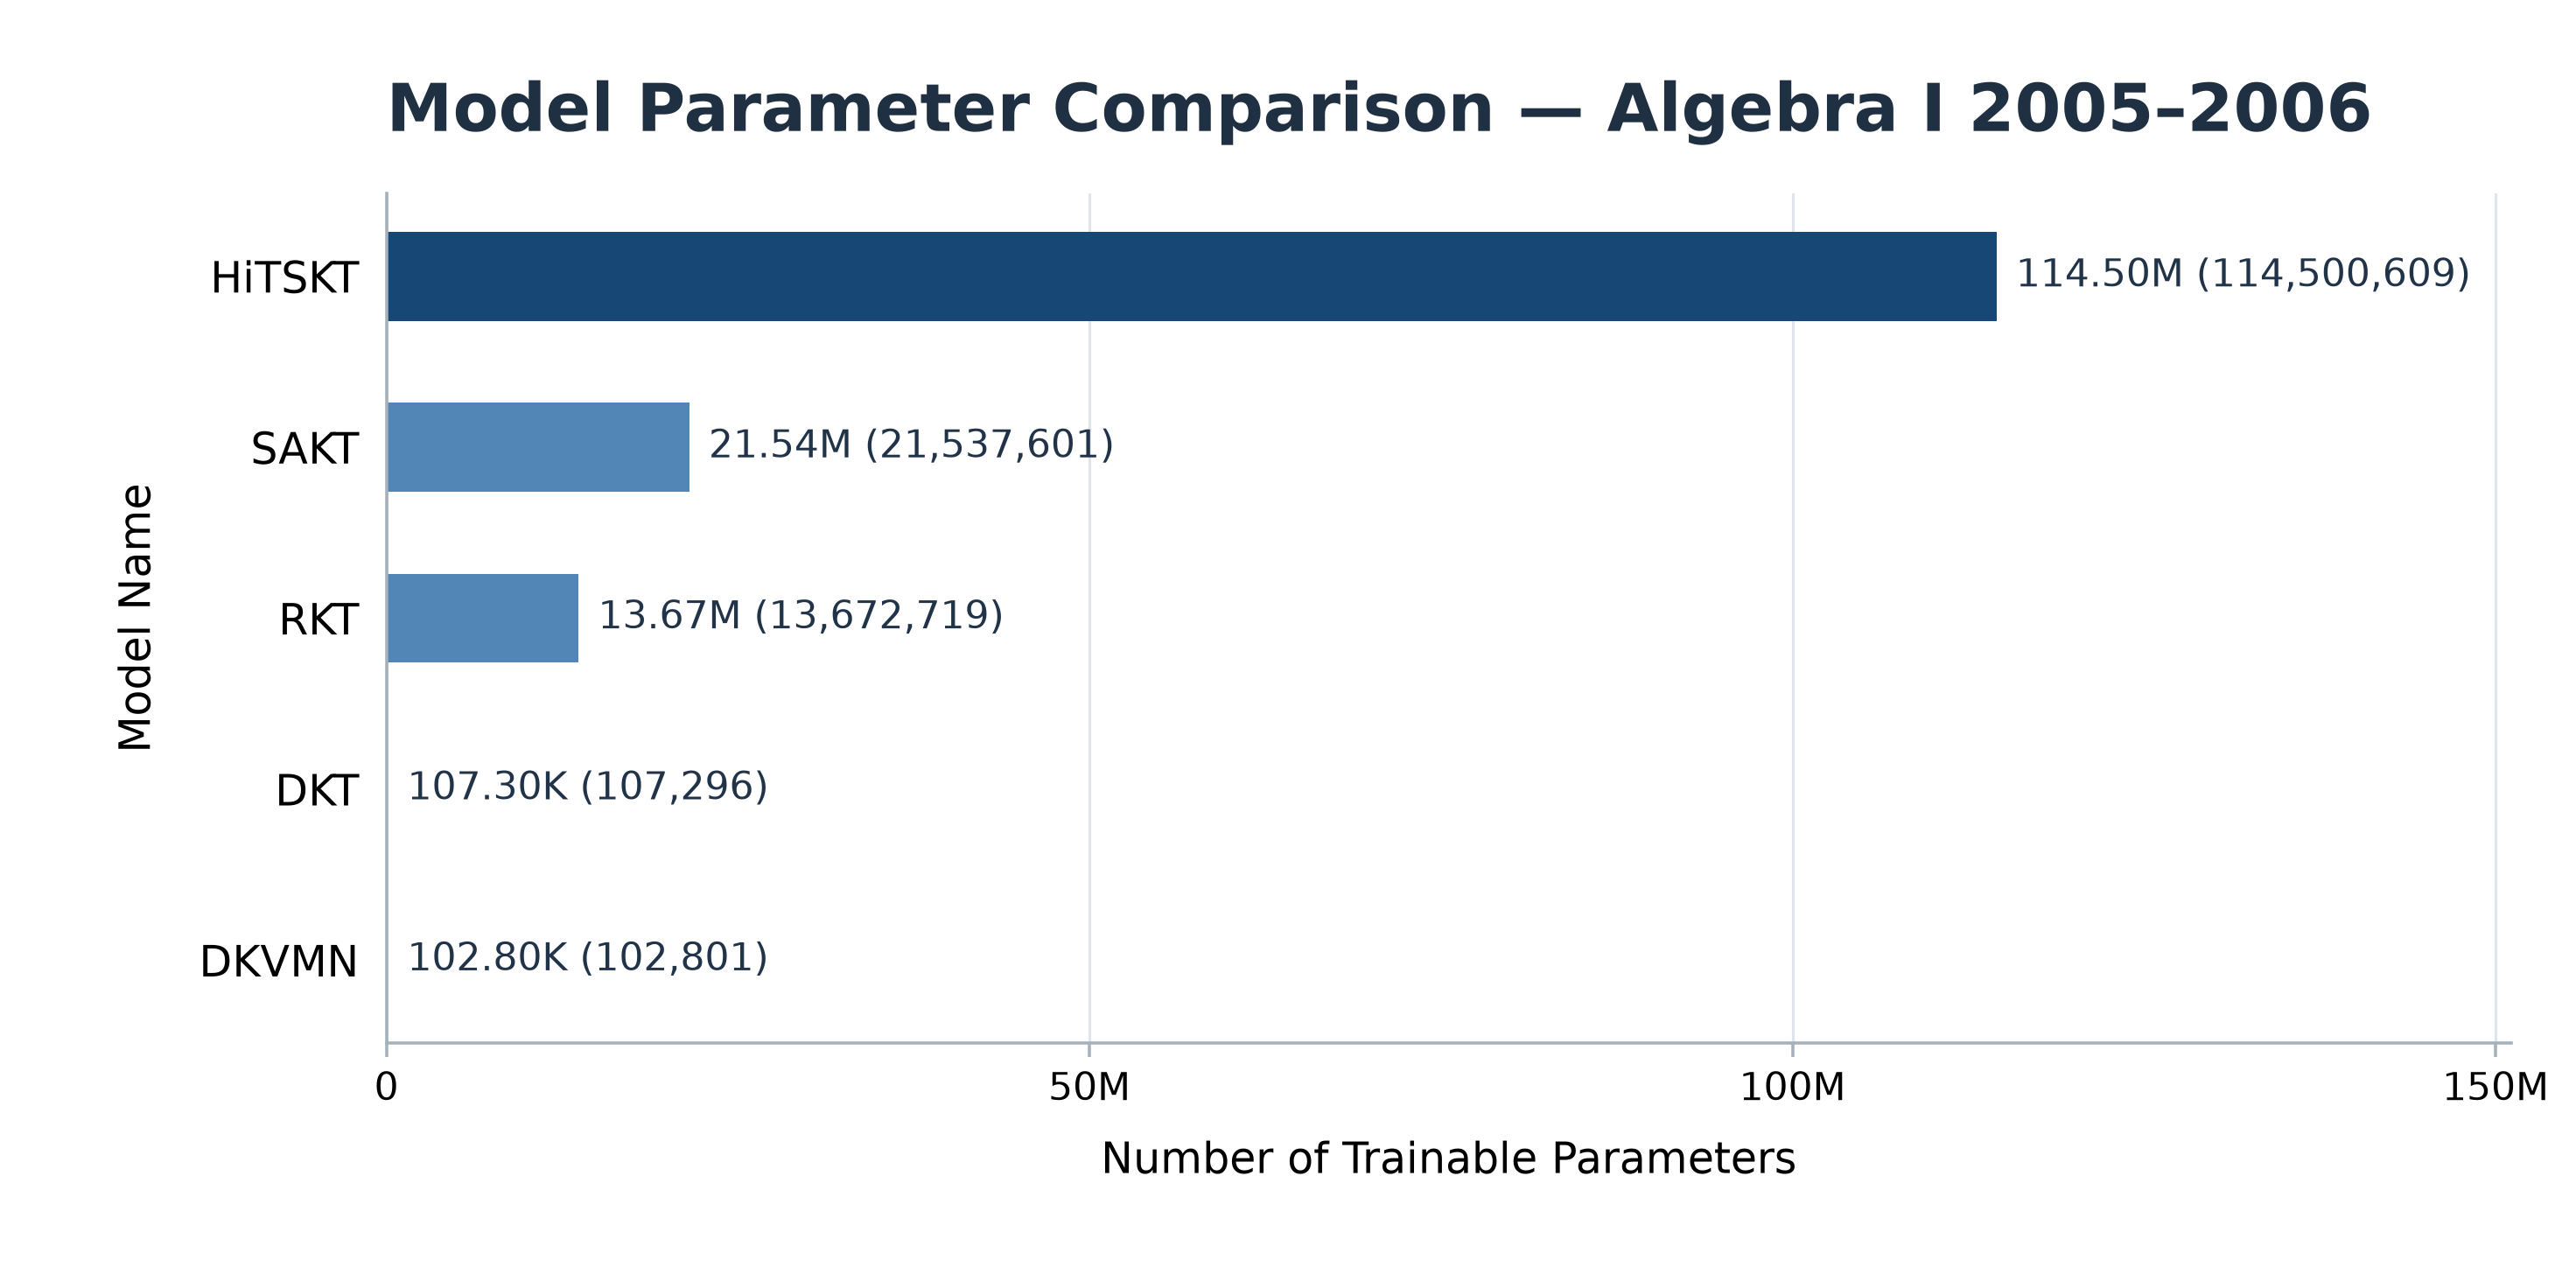 Model Parameter Comparison — Algebra I 2005–2006
Model Name
HiTSKT
114.50M (114,500,609)
SAKT
21.54M (21,537,601)
RKT
13.67M (13,672,719)
DKT
107.30K (107,296)
DKVMN
102.80K (102,801)
0
50M
100M
150M
Number of Trainable Parameters